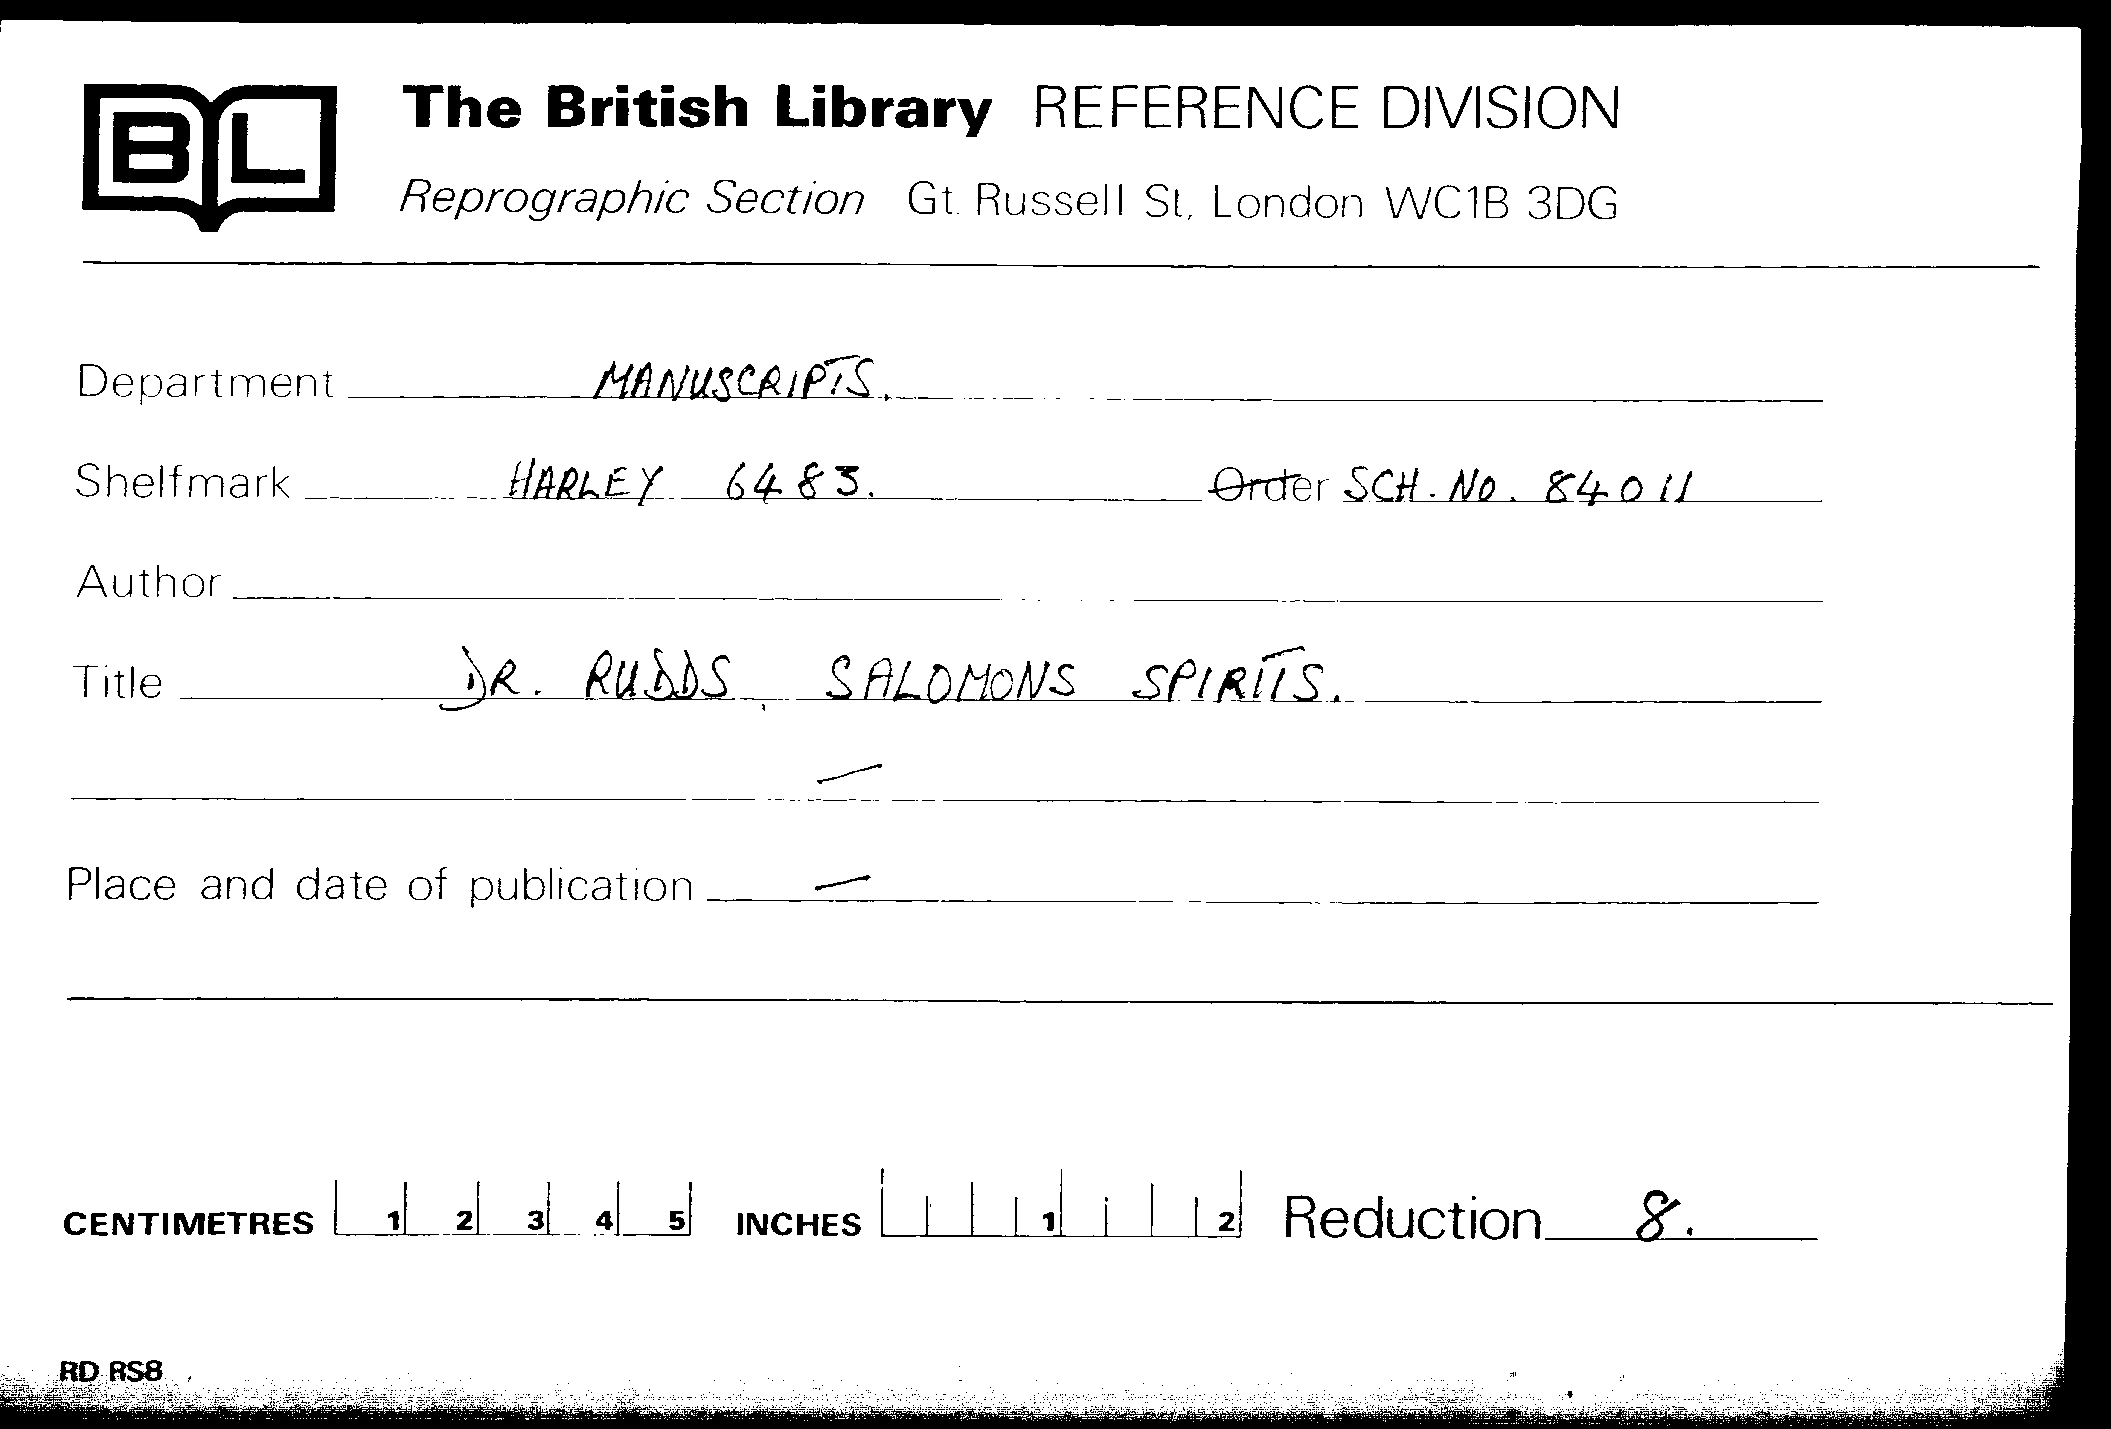 BL The British Library REFERENCE DIVISION
Reprographic Section Gt. Russell St, London WC1B 3DG
Department MANUSCRIPTS.
Shelfmark HARLEY 6483. Order SCH. No. 84011
Author
Title DR. RUDDS, SALOMONS SPIRITS.
—
Place and date of publication —
CENTIMETRES 1 2 3 4 5 INCHES 1 2 Reduction 8.
RD RS8